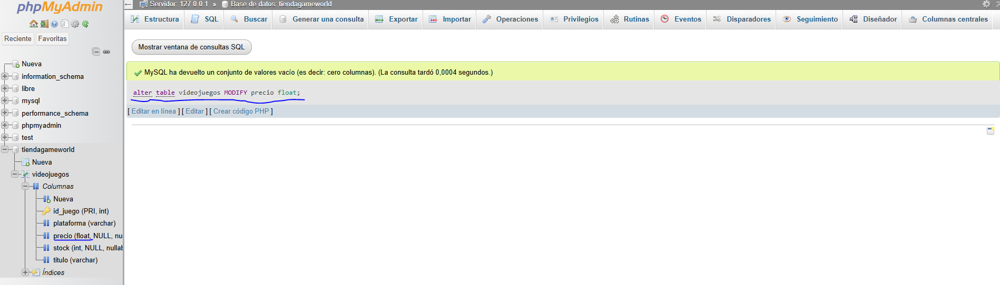 phpMyAdmin
Reciente Favoritas
Nueva
information_schema
libre
mysql
performance_schema
phpmyadmin
test
tiendagameworld
Nueva
videojuegos
Columnas
Nueva
id_juego (PRI, int)
plataforma (varchar)
precio (float, NULL, nu
stock (int, NULL, nullab
titulo (varchar)
Índices
Servidor: 127.0.0.1 » Base de datos: tiendagameworld
Estructura SQL Buscar Generar una consulta Exportar Importar Operaciones Privilegios Rutinas Eventos Disparadores Seguimiento Diseñador Columnas centrales
Mostrar ventana de consultas SQL
MySQL ha devuelto un conjunto de valores vacío (es decir: cero columnas). (La consulta tardó 0,0004 segundos.)
alter table videojuegos MODIFY precio float;
[ Editar en línea ] [ Editar ] [ Crear código PHP ]